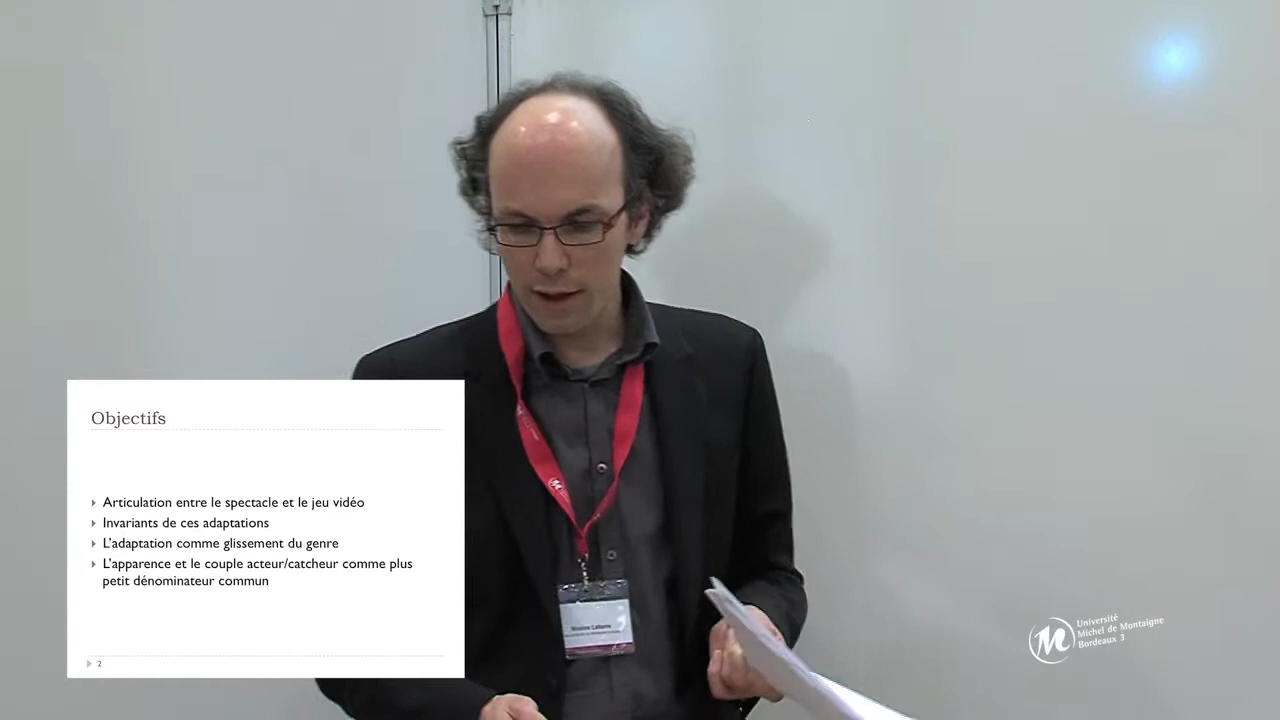 Objectifs
Articulation entre le spectacle et le jeu vidéo
Invariants de ces adaptations
L'adaptation comme glissement du genre
L'apparence et le couple acteur/catcheur comme plus
petit dénominateur commun
2
Université
Michel de Montaigne
Bordeaux 3